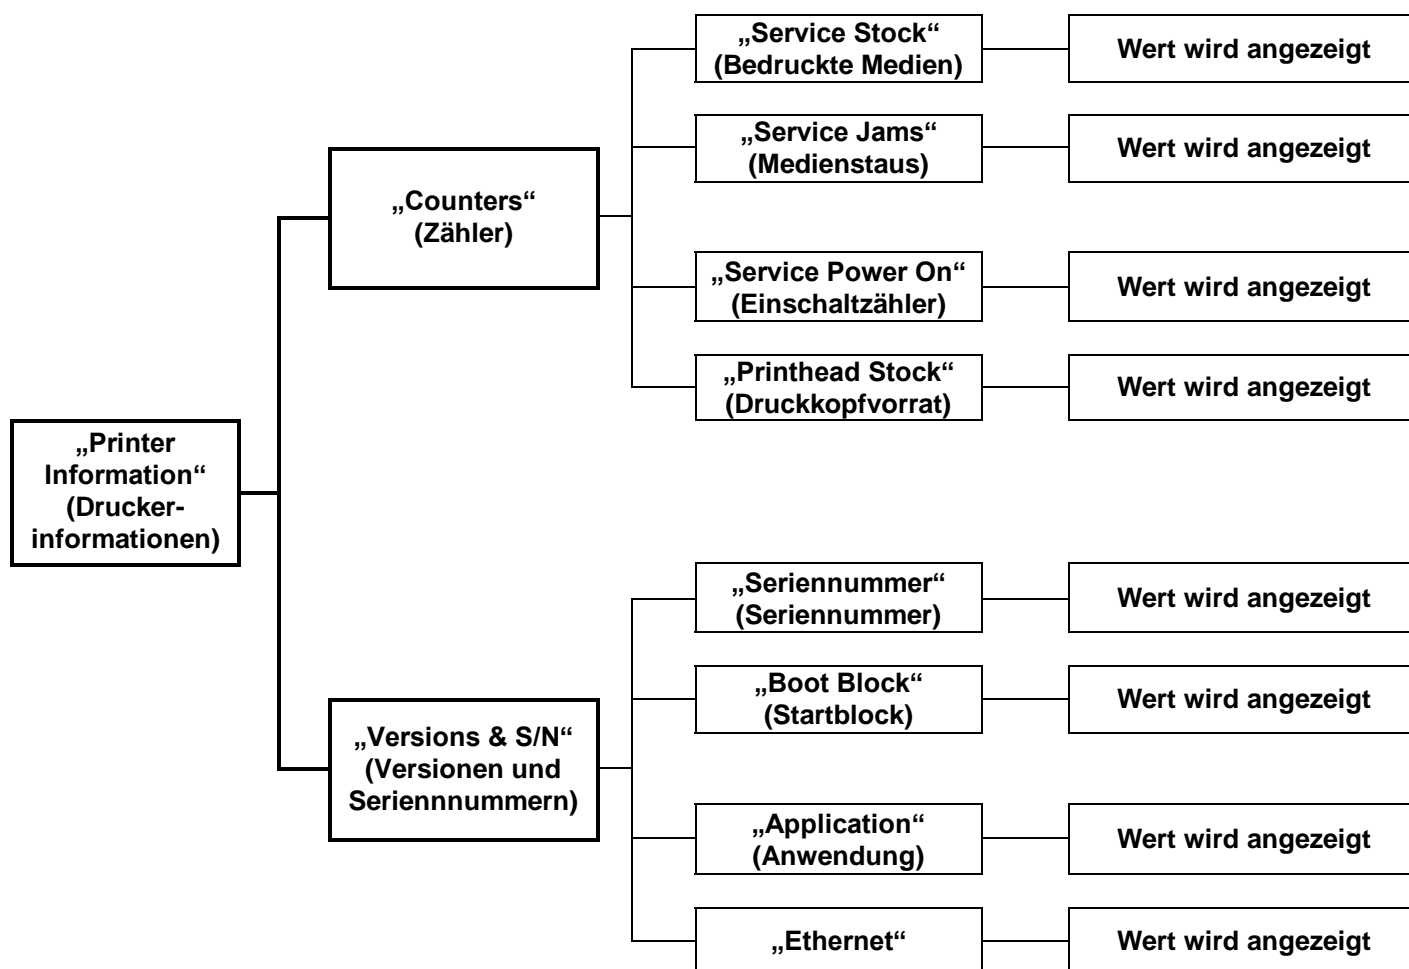 „Service Stock“
(Bedruckte Medien)
Wert wird angezeigt
„Service Jams“
(Medienstaus)
Wert wird angezeigt
„Counters“
(Zähler)
„Service Power On“
(Einschaltzähler)
Wert wird angezeigt
„Printhead Stock“
(Druckkopfvorrat)
Wert wird angezeigt
„Printer
Information“
(Drucker-
informationen)
„Seriennummer“
(Seriennummer)
Wert wird angezeigt
„Boot Block“
(Startblock)
Wert wird angezeigt
„Versions & S/N“
(Versionen und
Seriennnummern)
„Application“
(Anwendung)
Wert wird angezeigt
„Ethernet“
Wert wird angezeigt